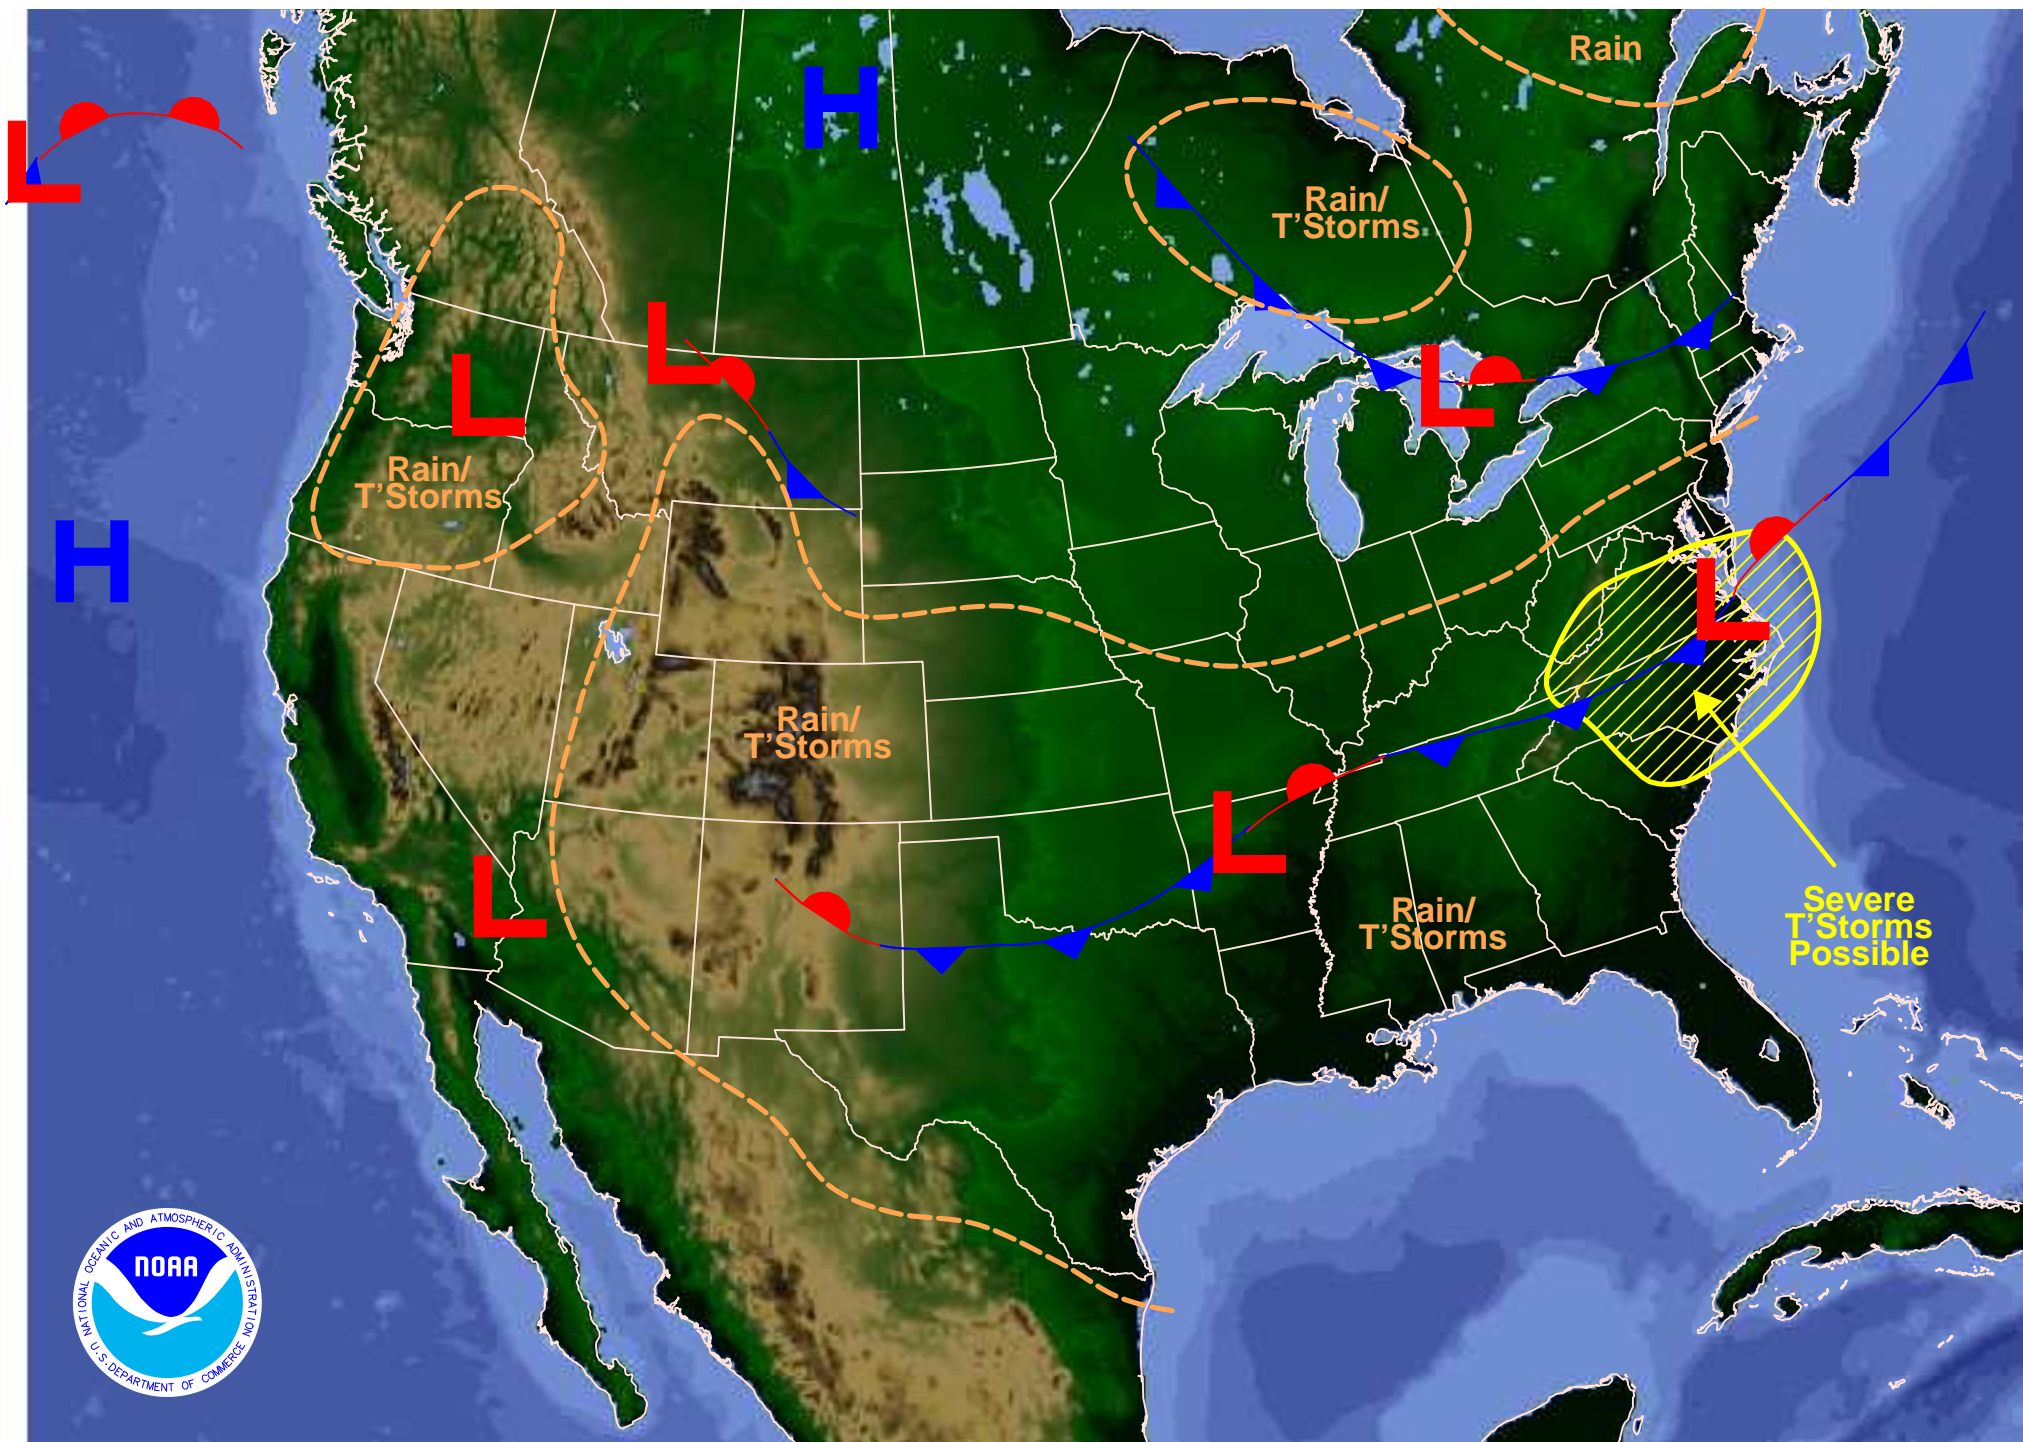 Rain
H
L
Rain/
T'Storms
L
L
L
Rain/
T'Storms
H
L
Rain/
T'Storms
L
L
Rain/
T'Storms
Severe
T'Storms
Possible
NATIONAL OCEANIC AND ATMOSPHERIC ADMINISTRATION
NOAA
U.S. DEPARTMENT OF COMMERCE